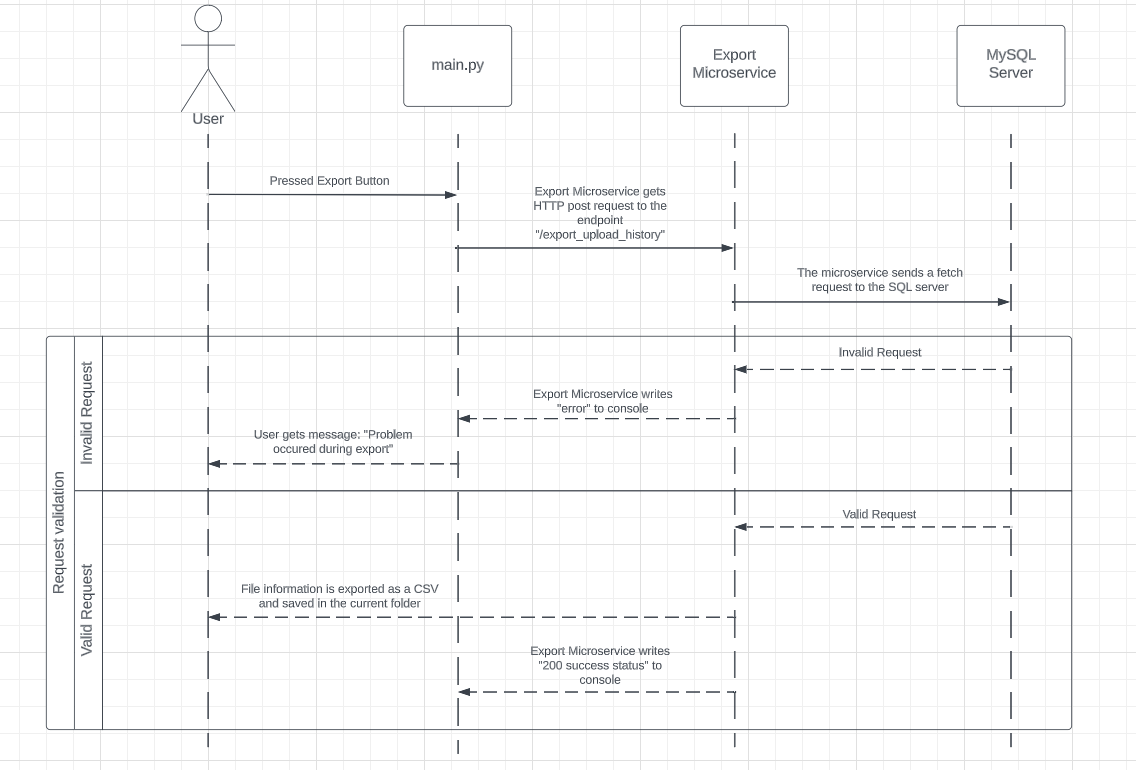 User
main.py
Export
Microservice
MySQL
Server
Pressed Export Button
Export Microservice gets
HTTP post request to the
endpoint
"/export_upload_history"
The microservice sends a fetch
request to the SQL server
Request validation
Invalid Request
Invalid Request
Export Microservice writes
"error" to console
User gets message: "Problem
occured during export"
Valid Request
Valid Request
File information is exported as a CSV
and saved in the current folder
Export Microservice writes
"200 success status" to
console